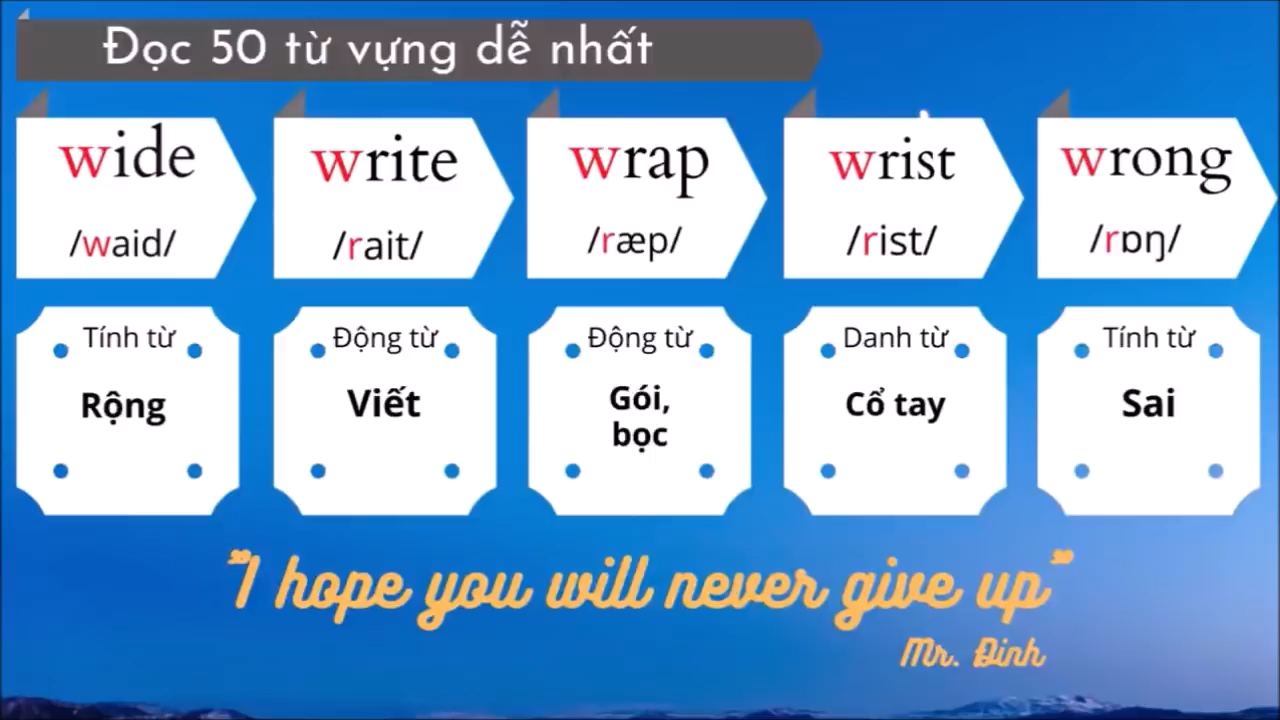 Đọc 50 từ vựng dễ nhất
wide
/waid/
write
/rait/
wrap
/ræp/
wrist
/rist/
wrong
/rɒŋ/
Tính từ
Rộng
Động từ
Viết
Động từ
Gói,
bọc
Danh từ
Cổ tay
Tính từ
Sai
"I hope you will never give up"
Mr. Đinh